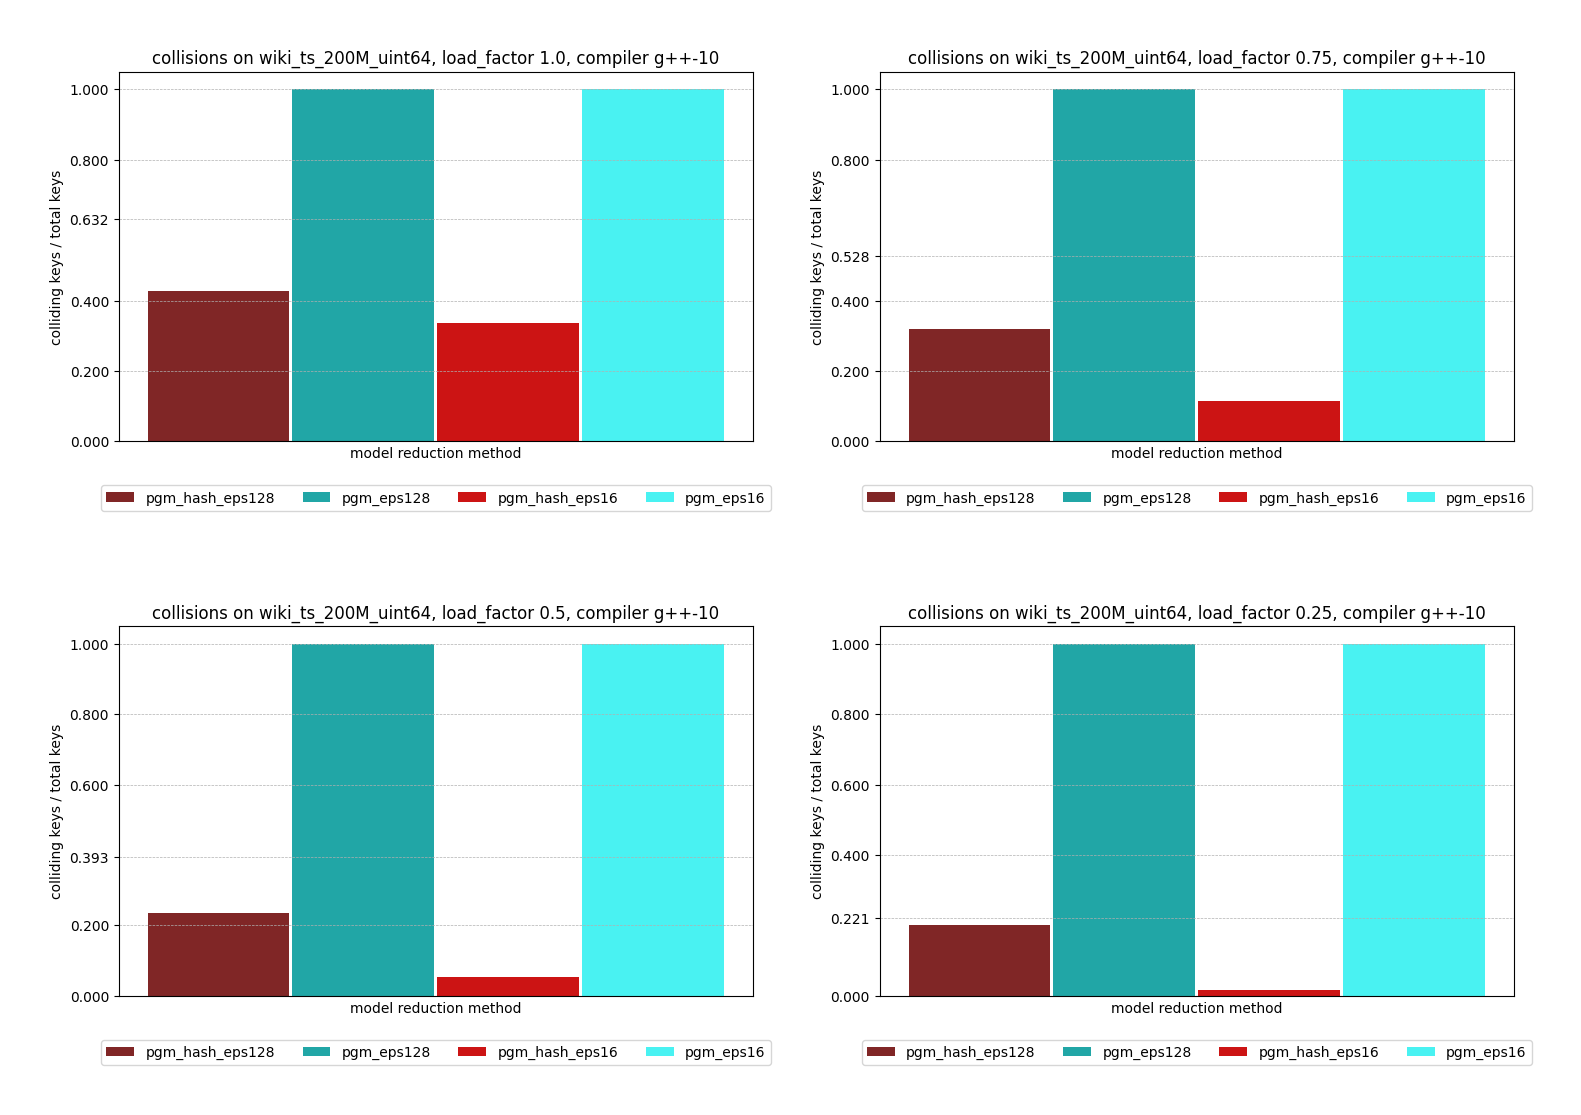 collisions on wiki_ts_200M_uint64, load_factor 1.0, compiler g++-10
1.000
0.800
0.632
0.400
0.200
0.000
colliding keys / total keys
model reduction method
pgm_hash_eps128 pgm_eps128 pgm_hash_eps16 pgm_eps16
collisions on wiki_ts_200M_uint64, load_factor 0.75, compiler g++-10
1.000
0.800
0.528
0.400
0.200
0.000
colliding keys / total keys
model reduction method
pgm_hash_eps128 pgm_eps128 pgm_hash_eps16 pgm_eps16
collisions on wiki_ts_200M_uint64, load_factor 0.5, compiler g++-10
1.000
0.800
0.600
0.393
0.200
0.000
colliding keys / total keys
model reduction method
pgm_hash_eps128 pgm_eps128 pgm_hash_eps16 pgm_eps16
collisions on wiki_ts_200M_uint64, load_factor 0.25, compiler g++-10
1.000
0.800
0.600
0.400
0.221
0.000
colliding keys / total keys
model reduction method
pgm_hash_eps128 pgm_eps128 pgm_hash_eps16 pgm_eps16